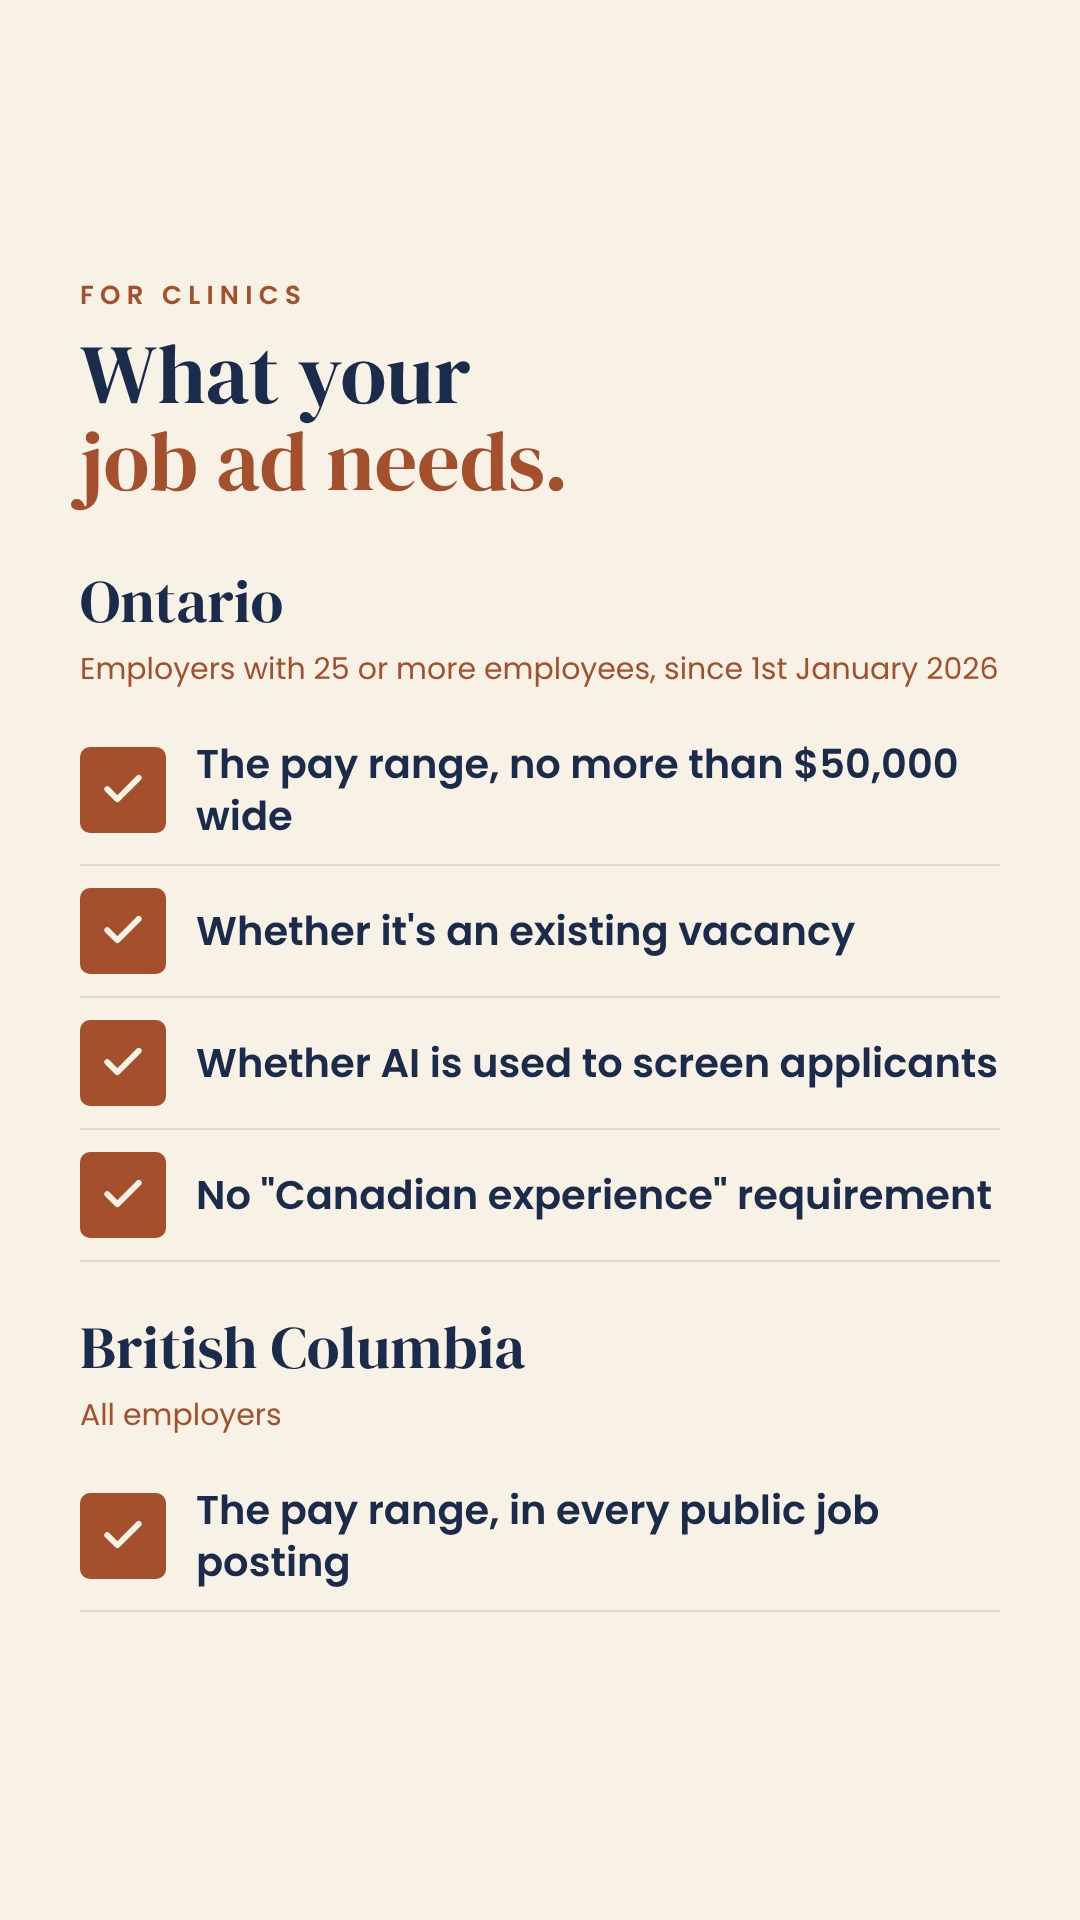 FOR CLINICS
What your
job ad needs.
Ontario
Employers with 25 or more employees, since 1st January 2026
The pay range, no more than $50,000
wide
Whether it's an existing vacancy
Whether AI is used to screen applicants
No "Canadian experience" requirement
British Columbia
All employers
The pay range, in every public job
posting